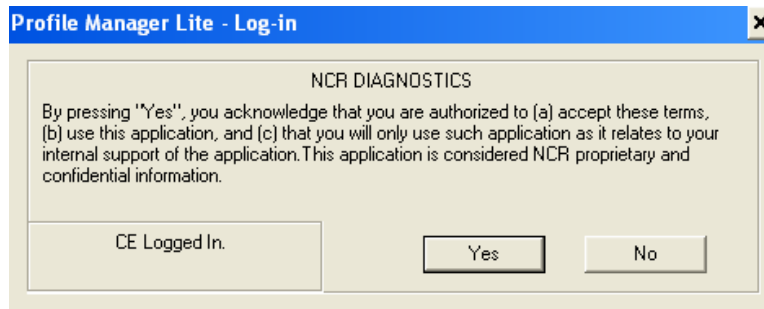 Profile Manager Lite - Log-in
NCR DIAGNOSTICS
By pressing "Yes", you acknowledge that you are authorized to (a) accept these terms,
(b) use this application, and (c) that you will only use such application as it relates to your
internal support of the application.This application is considered NCR proprietary and
confidential information.
CE Logged In.
Yes
No